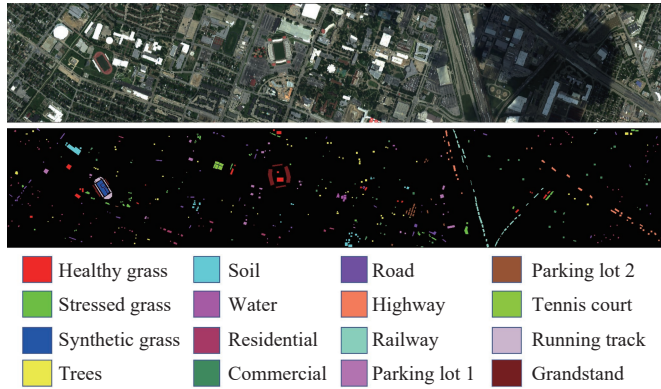 Healthy grass Soil Road Parking lot 2
Stressed grass Water Highway Tennis court
Synthetic grass Residential Railway Running track
Trees Commercial Parking lot 1 Grandstand